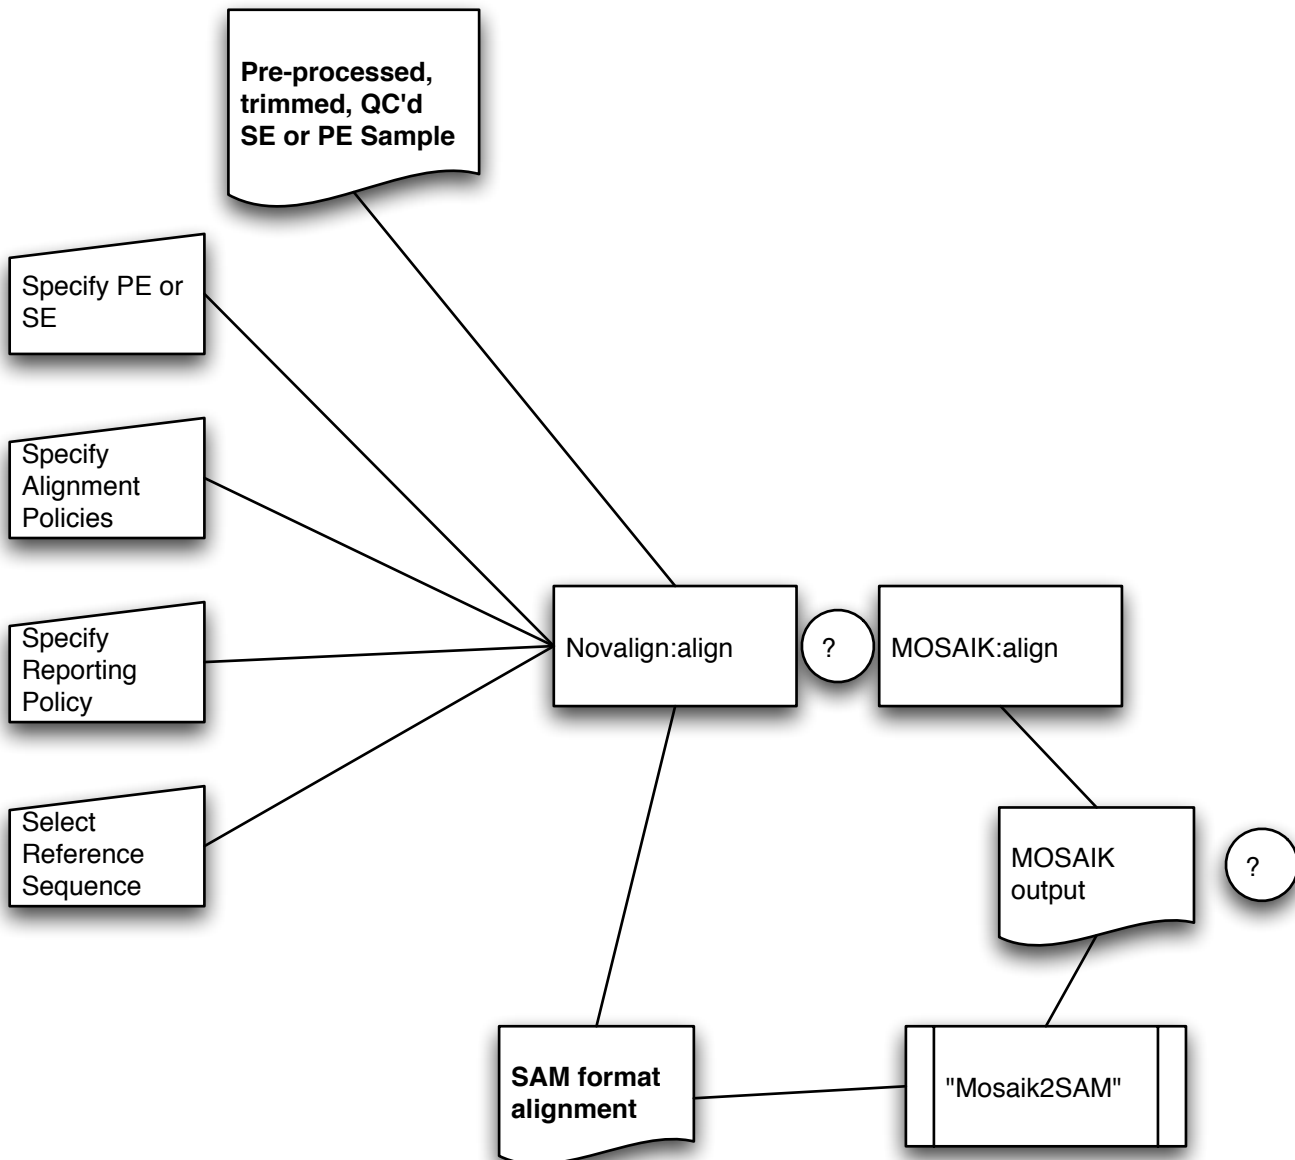 Pre-processed,
trimmed, QC'd
SE or PE Sample
Specify PE or
SE
Specify
Alignment
Policies
Specify
Reporting
Policy
Select
Reference
Sequence
Novalign:align
?
MOSAIK:align
MOSAIK
output
?
SAM format
alignment
"Mosaik2SAM"